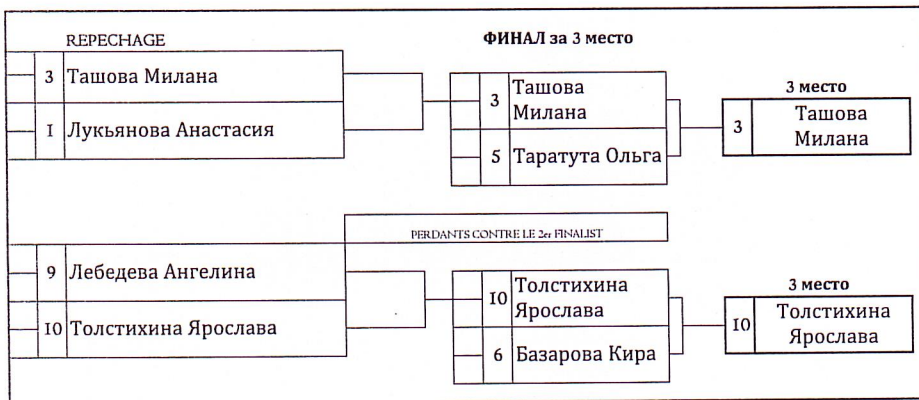 REPECHAGE
ФИНАЛ за 3 место
3 Ташова Милана
1 Лукьянова Анастасия
3 Ташова
Милана
5 Таратута Ольга
3 место
3 Ташова
Милана
PERDANTS CONTRE LE 2er FINALIST
9 Лебедева Ангелина
10 Толстихина Ярослава
10 Толстихина
Ярослава
6 Базарова Кира
3 место
10 Толстихина
Ярослава